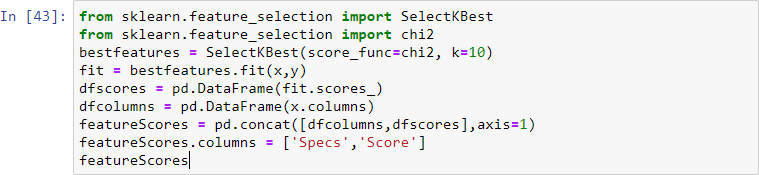 In [43]: from sklearn.feature_selection import SelectKBest
from sklearn.feature_selection import chi2
bestfeatures = SelectKBest(score_func=chi2, k=10)
fit = bestfeatures.fit(x,y)
dfscores = pd.DataFrame(fit.scores_)
dfcolumns = pd.DataFrame(x.columns)
featureScores = pd.concat([dfcolumns,dfscores],axis=1)
featureScores.columns = ['Specs','Score']
featureScores